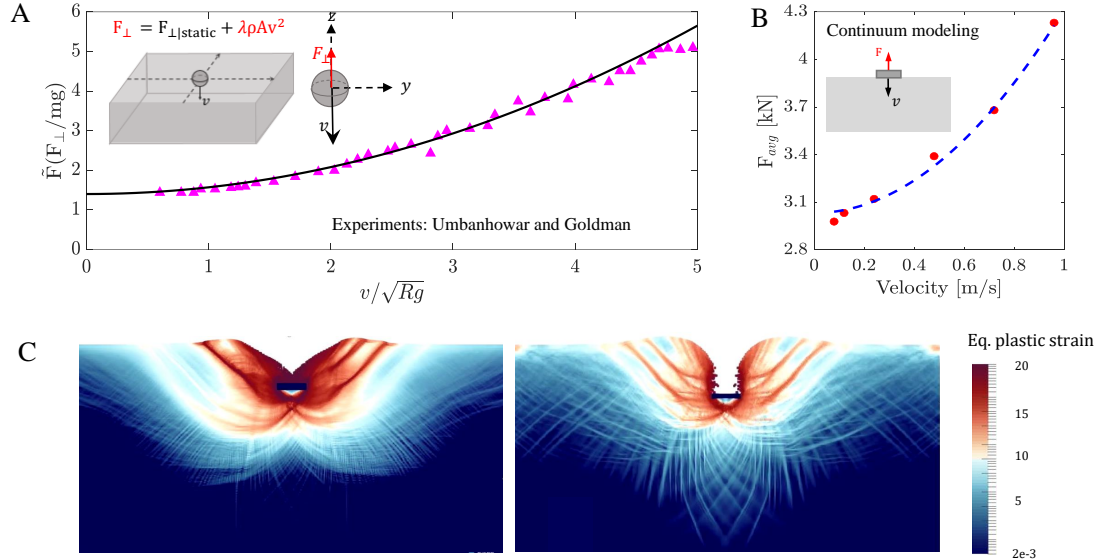 A
F⊥ = F⊥|static + λρAv²
z
F⊥
y
v
v
F̃(F⊥/mg)
6
5
4
3
2
1
0
Experiments: Umbanhowar and Goldman
0 1 2 3 4 5
v/√Rg
B
Continuum modeling
F
v
F_avg [kN]
4.3
4
3.7
3.4
3.1
2.8
0 0.2 0.4 0.6 0.8 1
Velocity [m/s]
C
Eq. plastic strain
20
15
10
5
2e-3